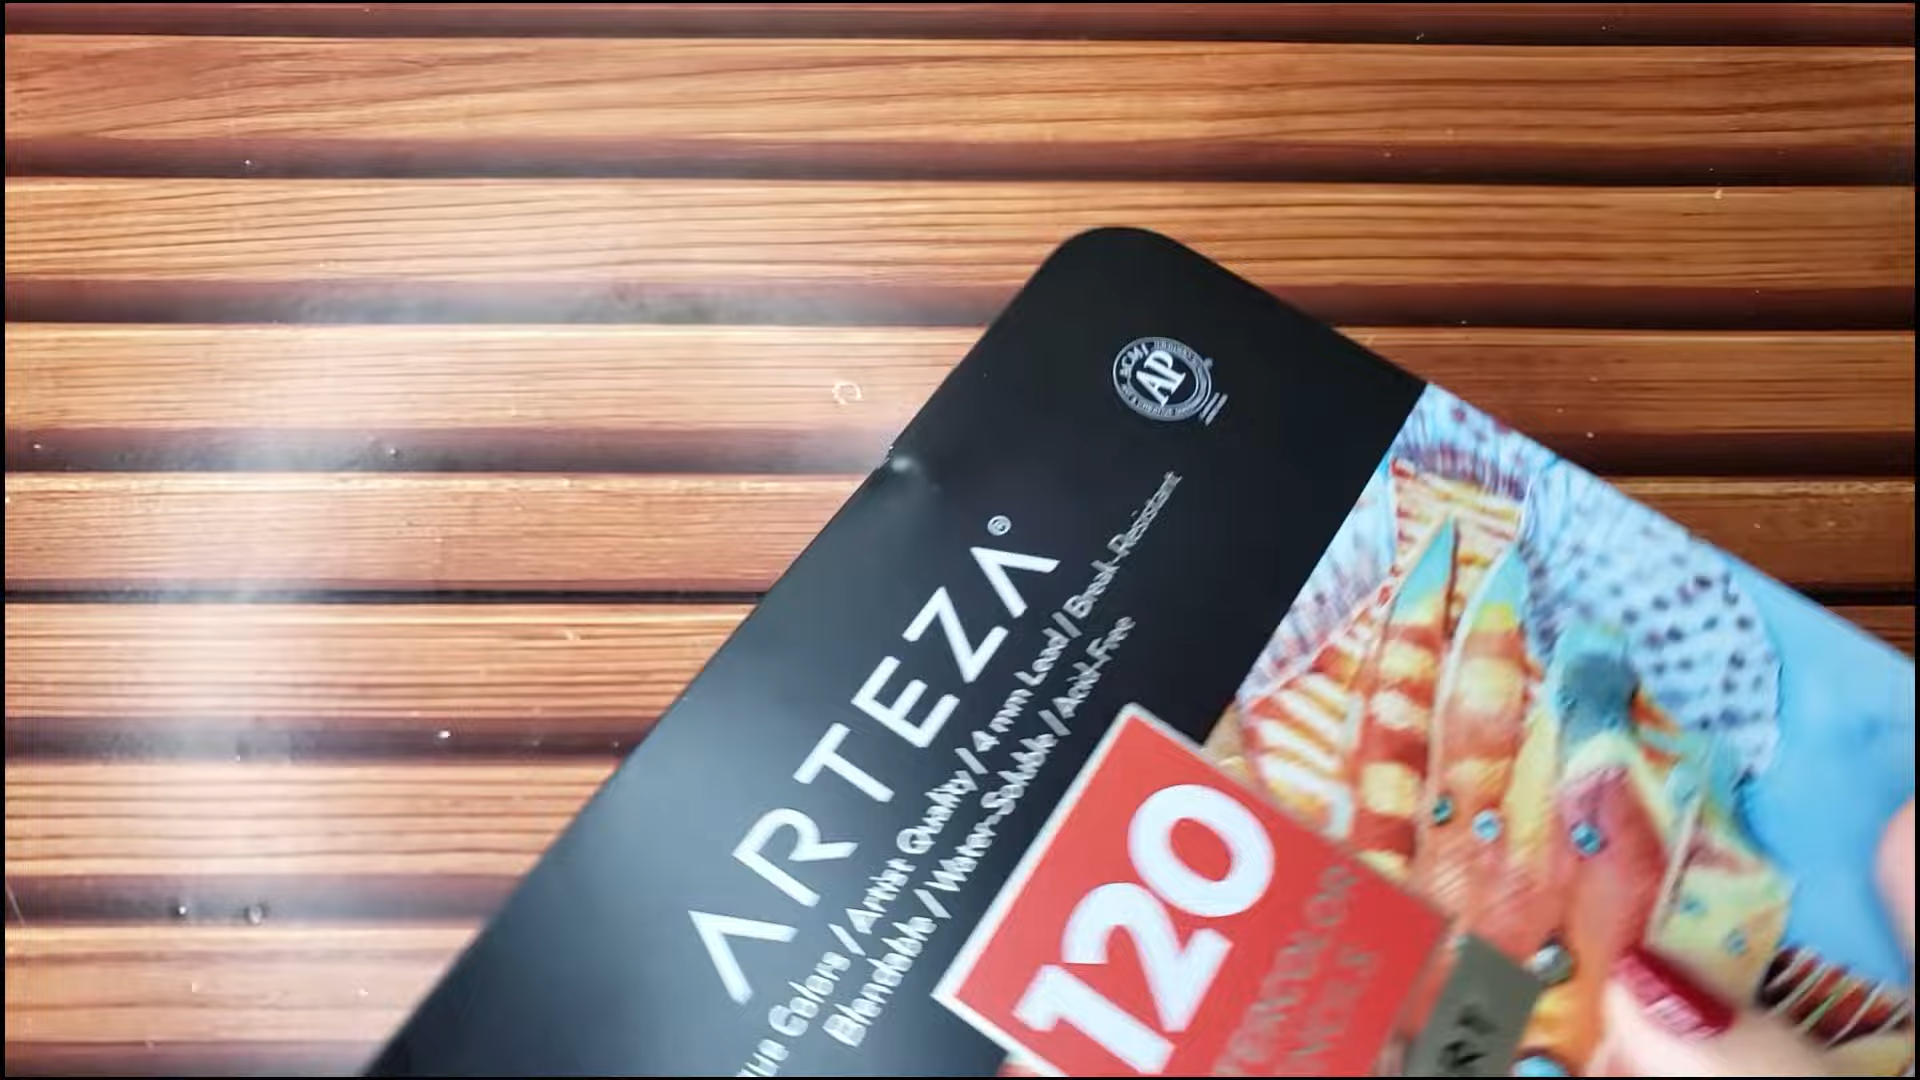 AP
ARTEZA®
Colors / Artist Quality / 4 mm Lead / Break-Resistant
Blendable / Water-Soluble / Acid-Free
120